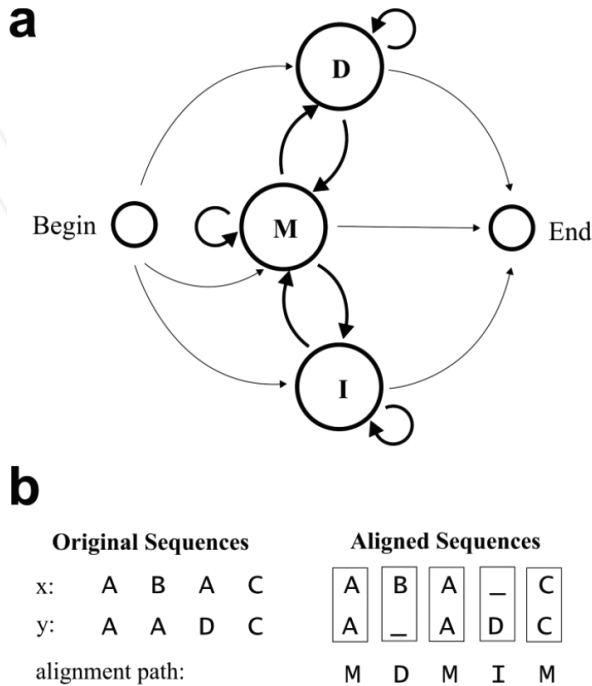 a
D
Begin
M
End
I
b
Original Sequences Aligned Sequences
x: A B A C A B A _ C
y: A A D C A _ A D C
alignment path: M D M I M